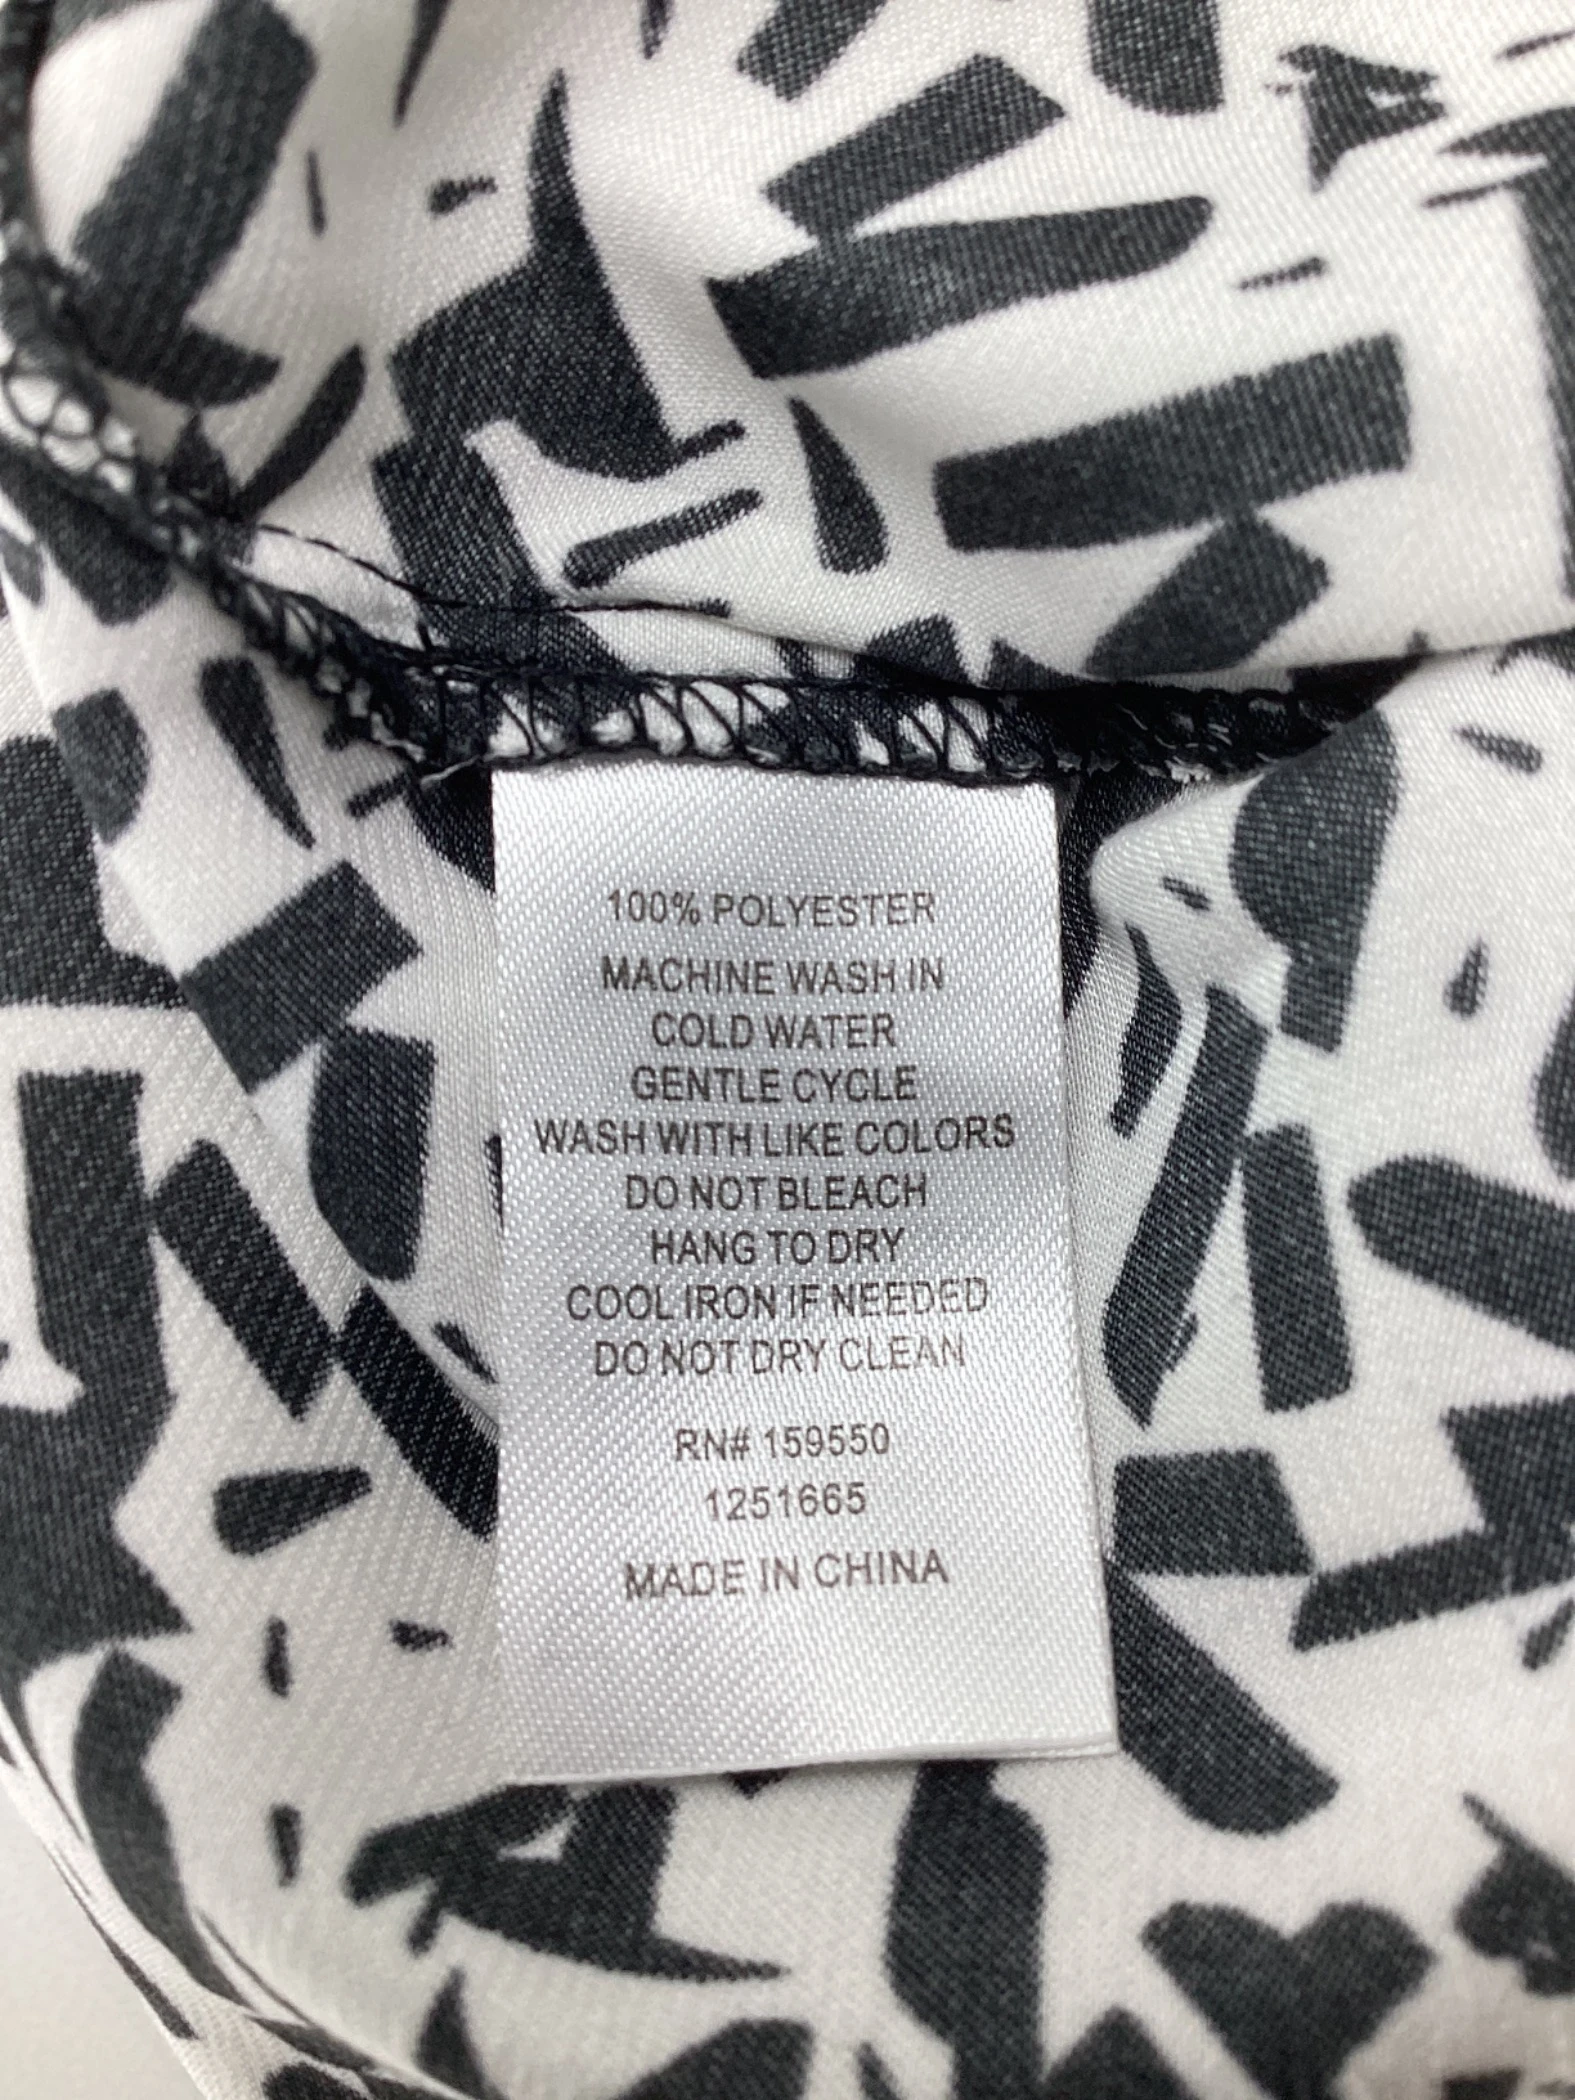 100% POLYESTER
MACHINE WASH IN
COLD WATER
GENTLE CYCLE
WASH WITH LIKE COLORS
DO NOT BLEACH
HANG TO DRY
COOL IRON IF NEEDED
DO NOT DRY CLEAN
RN# 159550
1251665
MADE IN CHINA